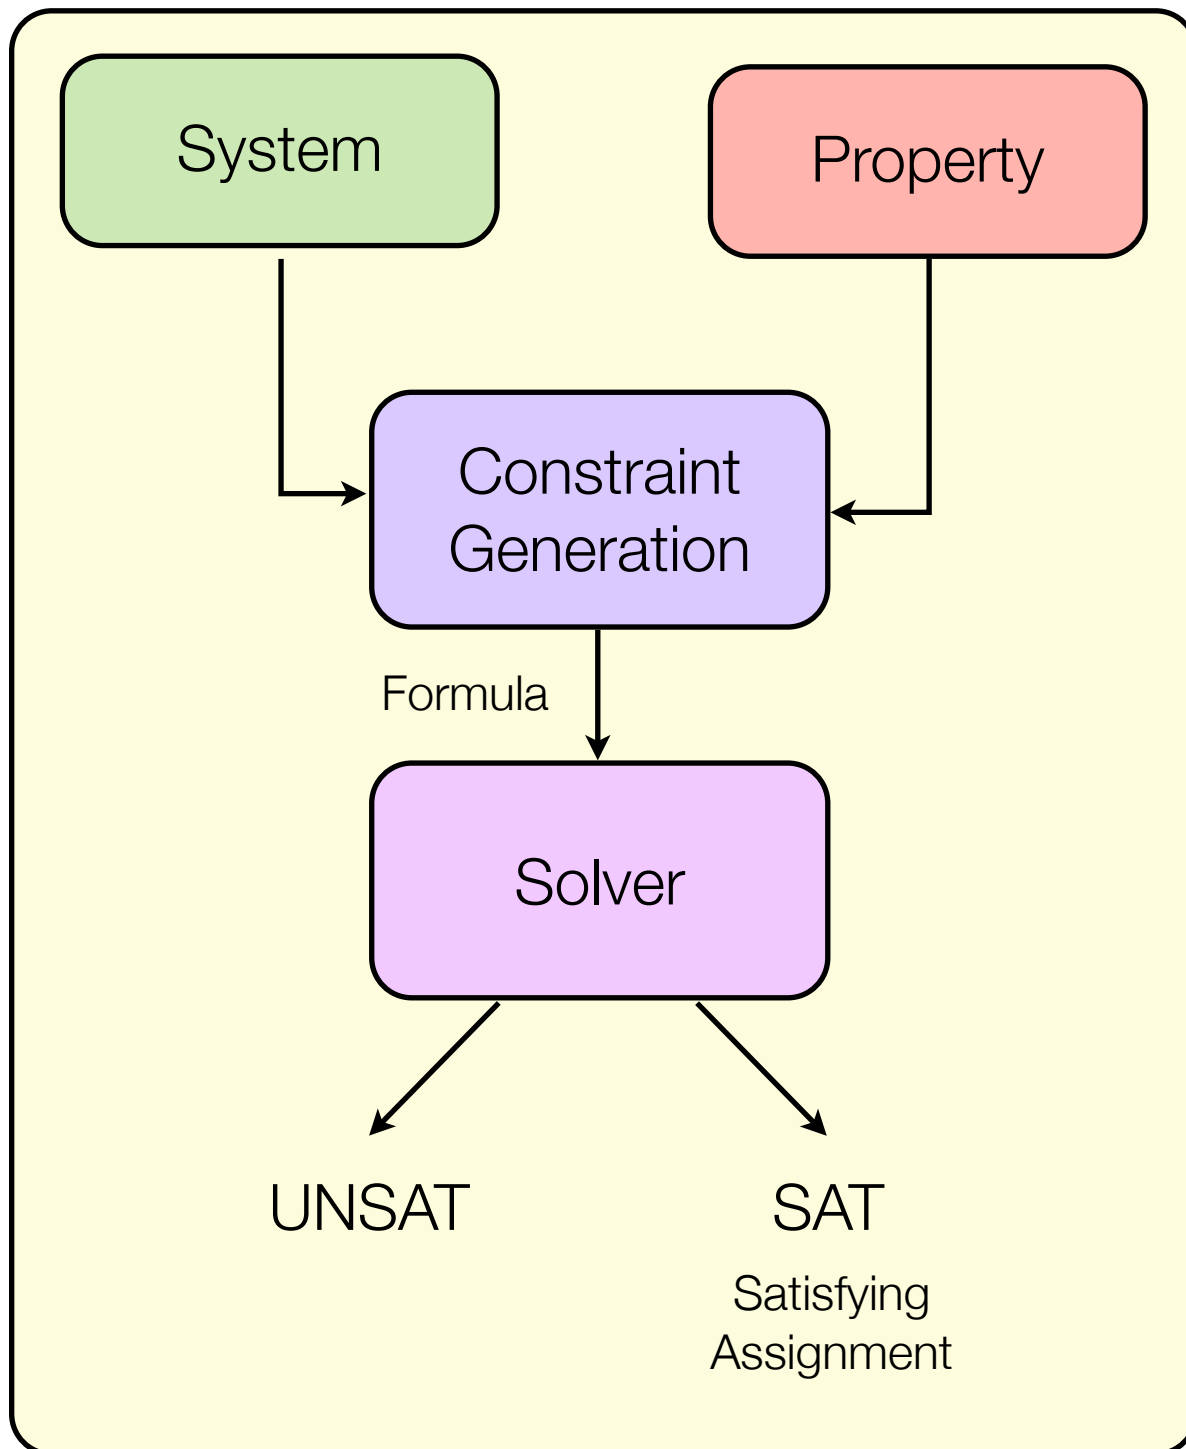 System
Property
Constraint
Generation
Formula
Solver
UNSAT
SAT
Satisfying
Assignment